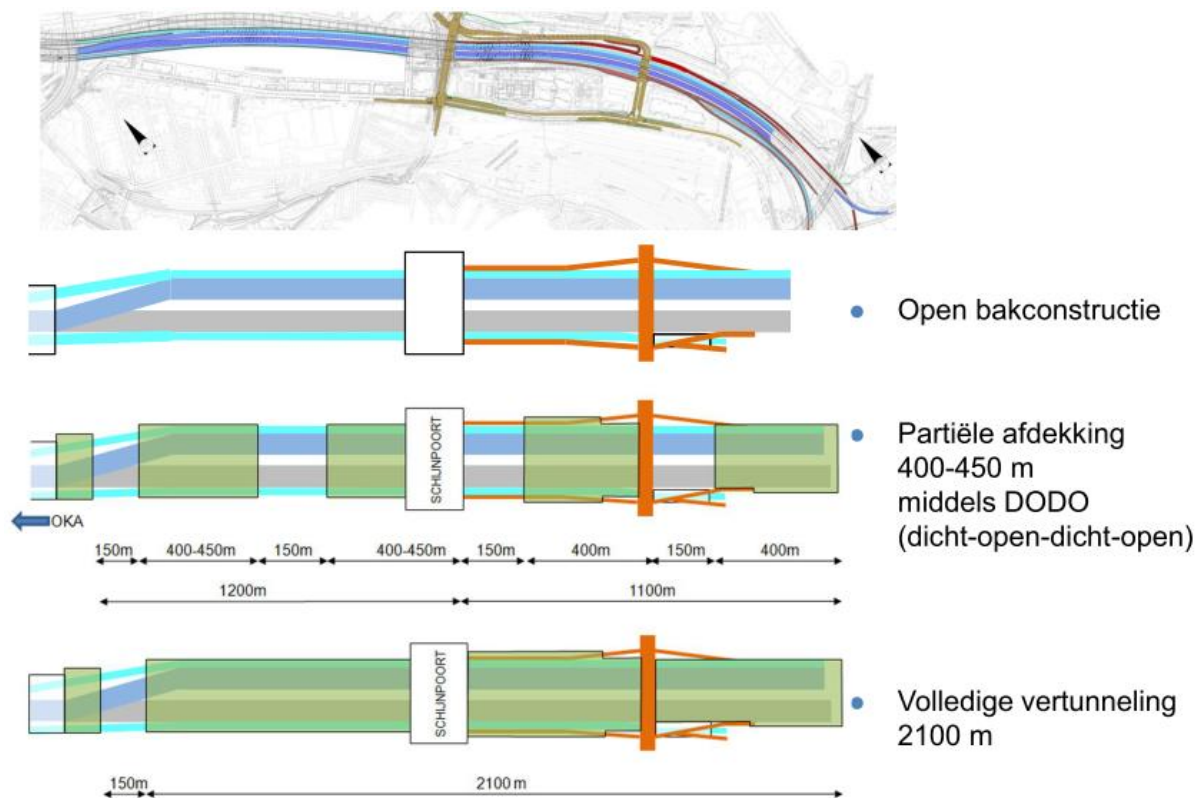 Open bakconstructie
SCHIJNPOORT
Partiële afdekking
400-450 m
middels DODO
(dicht-open-dicht-open)
OKA
150m 400-450m 150m 400-450m 150m 400m 150m 400m
1200m 1100m
SCHIJNPOORT
Volledige vertunneling
2100 m
150m 2100 m